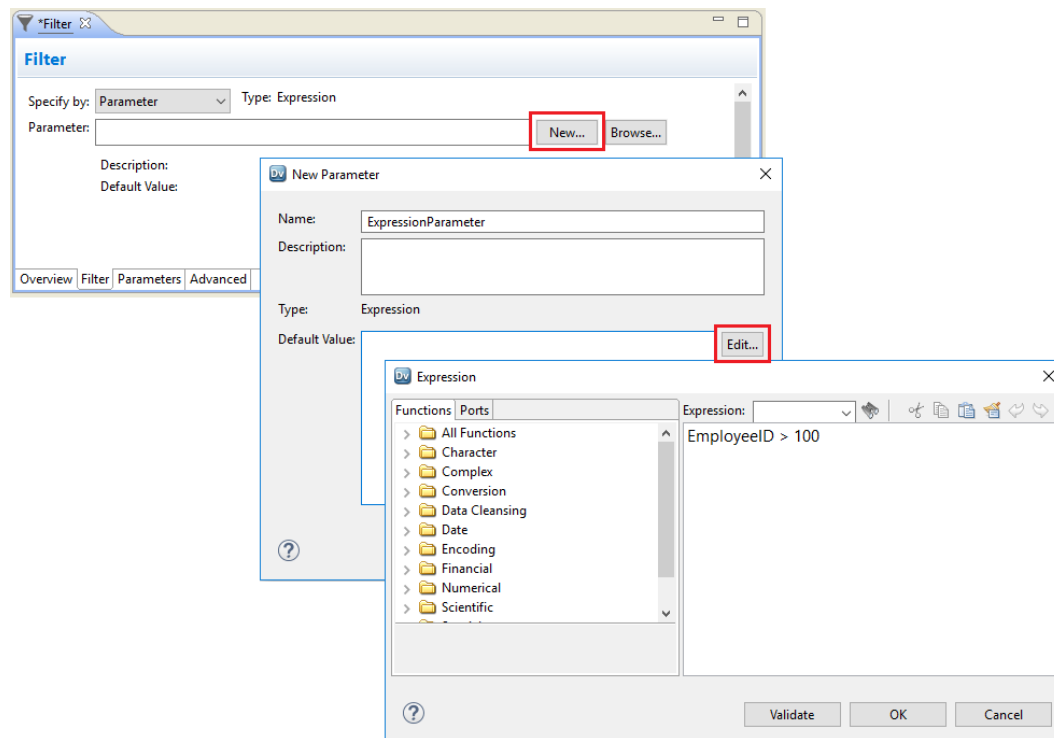 *Filter
Filter
Specify by: Parameter Type: Expression
Parameter: New... Browse...
Description:
Default Value:
Overview Filter Parameters Advanced
Dv New Parameter
Name: ExpressionParameter
Description:
Type: Expression
Default Value: Edit...
Dv Expression
Functions Ports Expression:
EmployeeID > 100
All Functions
Character
Complex
Conversion
Data Cleansing
Date
Encoding
Financial
Numerical
Scientific
?
? Validate OK Cancel